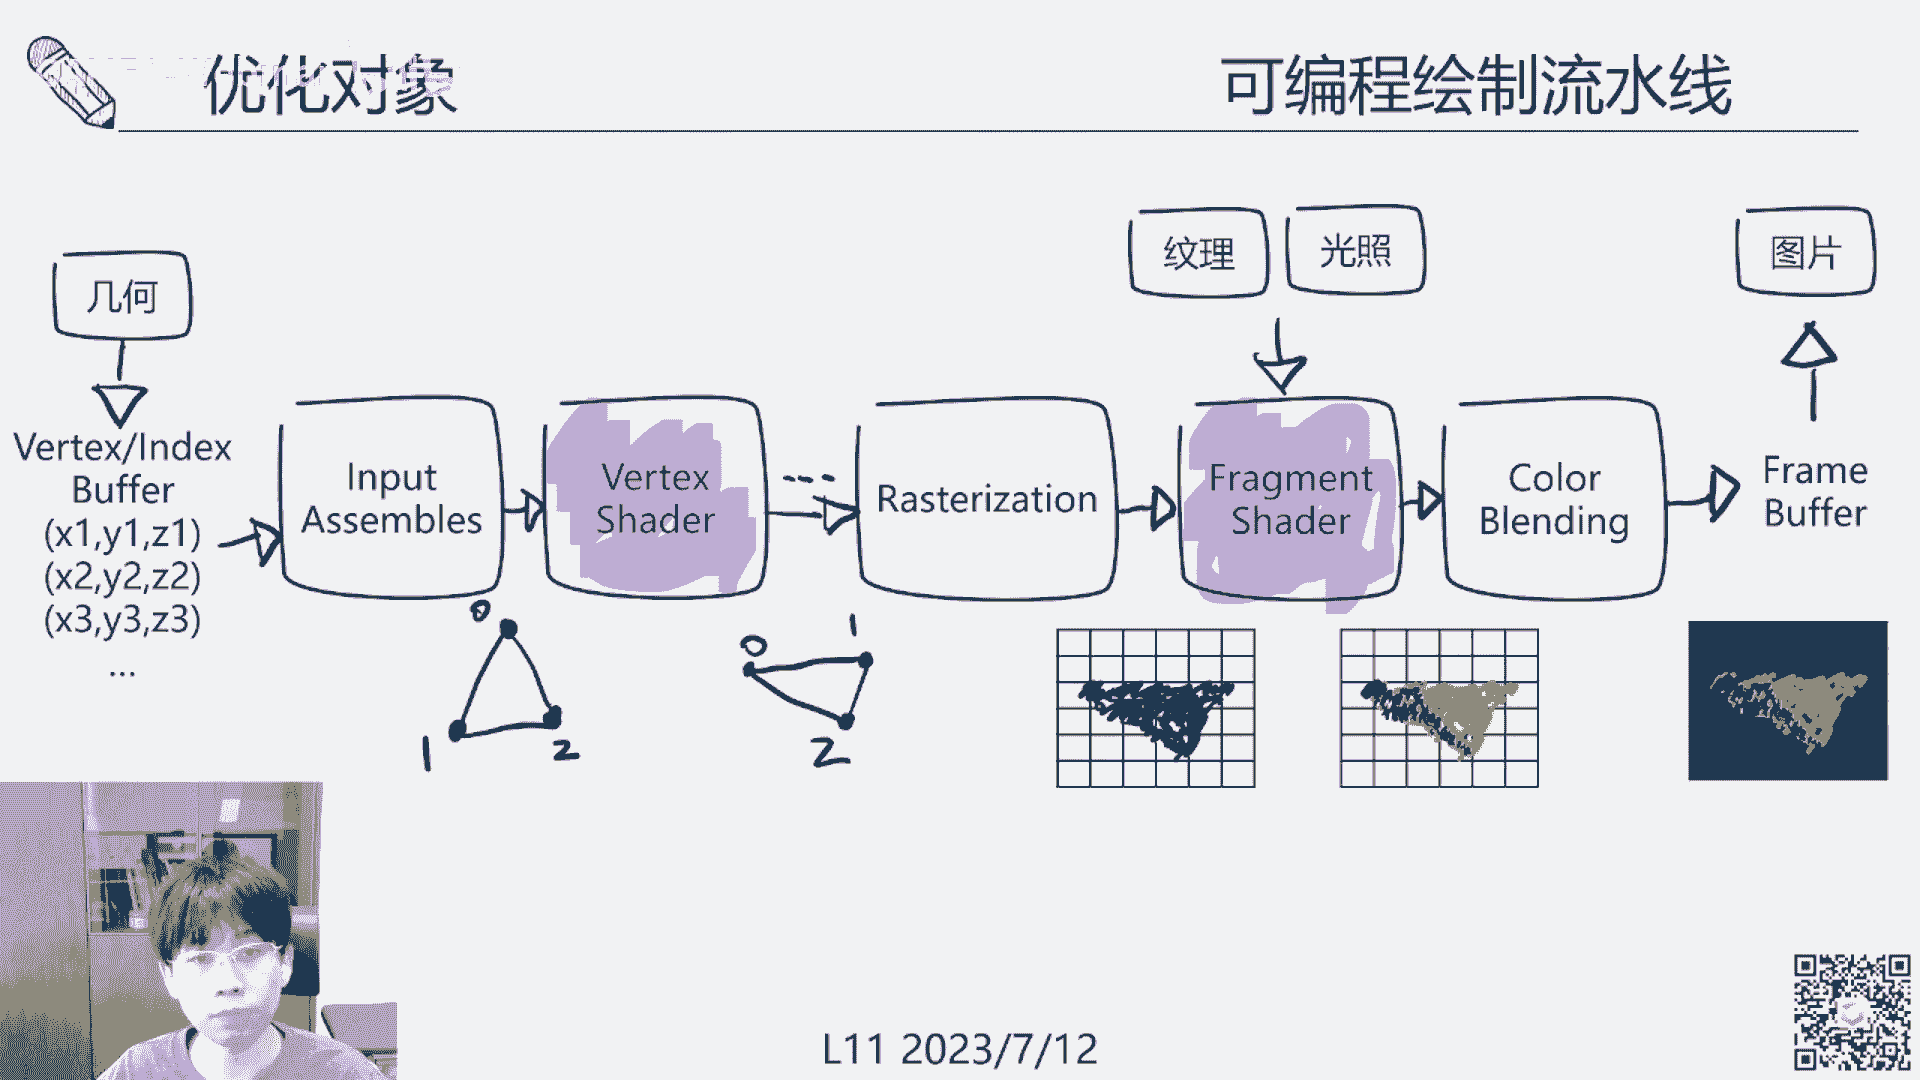 优化对象
可编程绘制流水线
几何
纹理
光照
图片
Vertex/Index
Buffer
(x1,y1,z1)
(x2,y2,z2)
(x3,y3,z3)
...
Input
Assembles
Vertex
Shader
Rasterization
Fragment
Shader
Color
Blending
Frame
Buffer
0
1
2
0
1
2
L11 2023/7/12